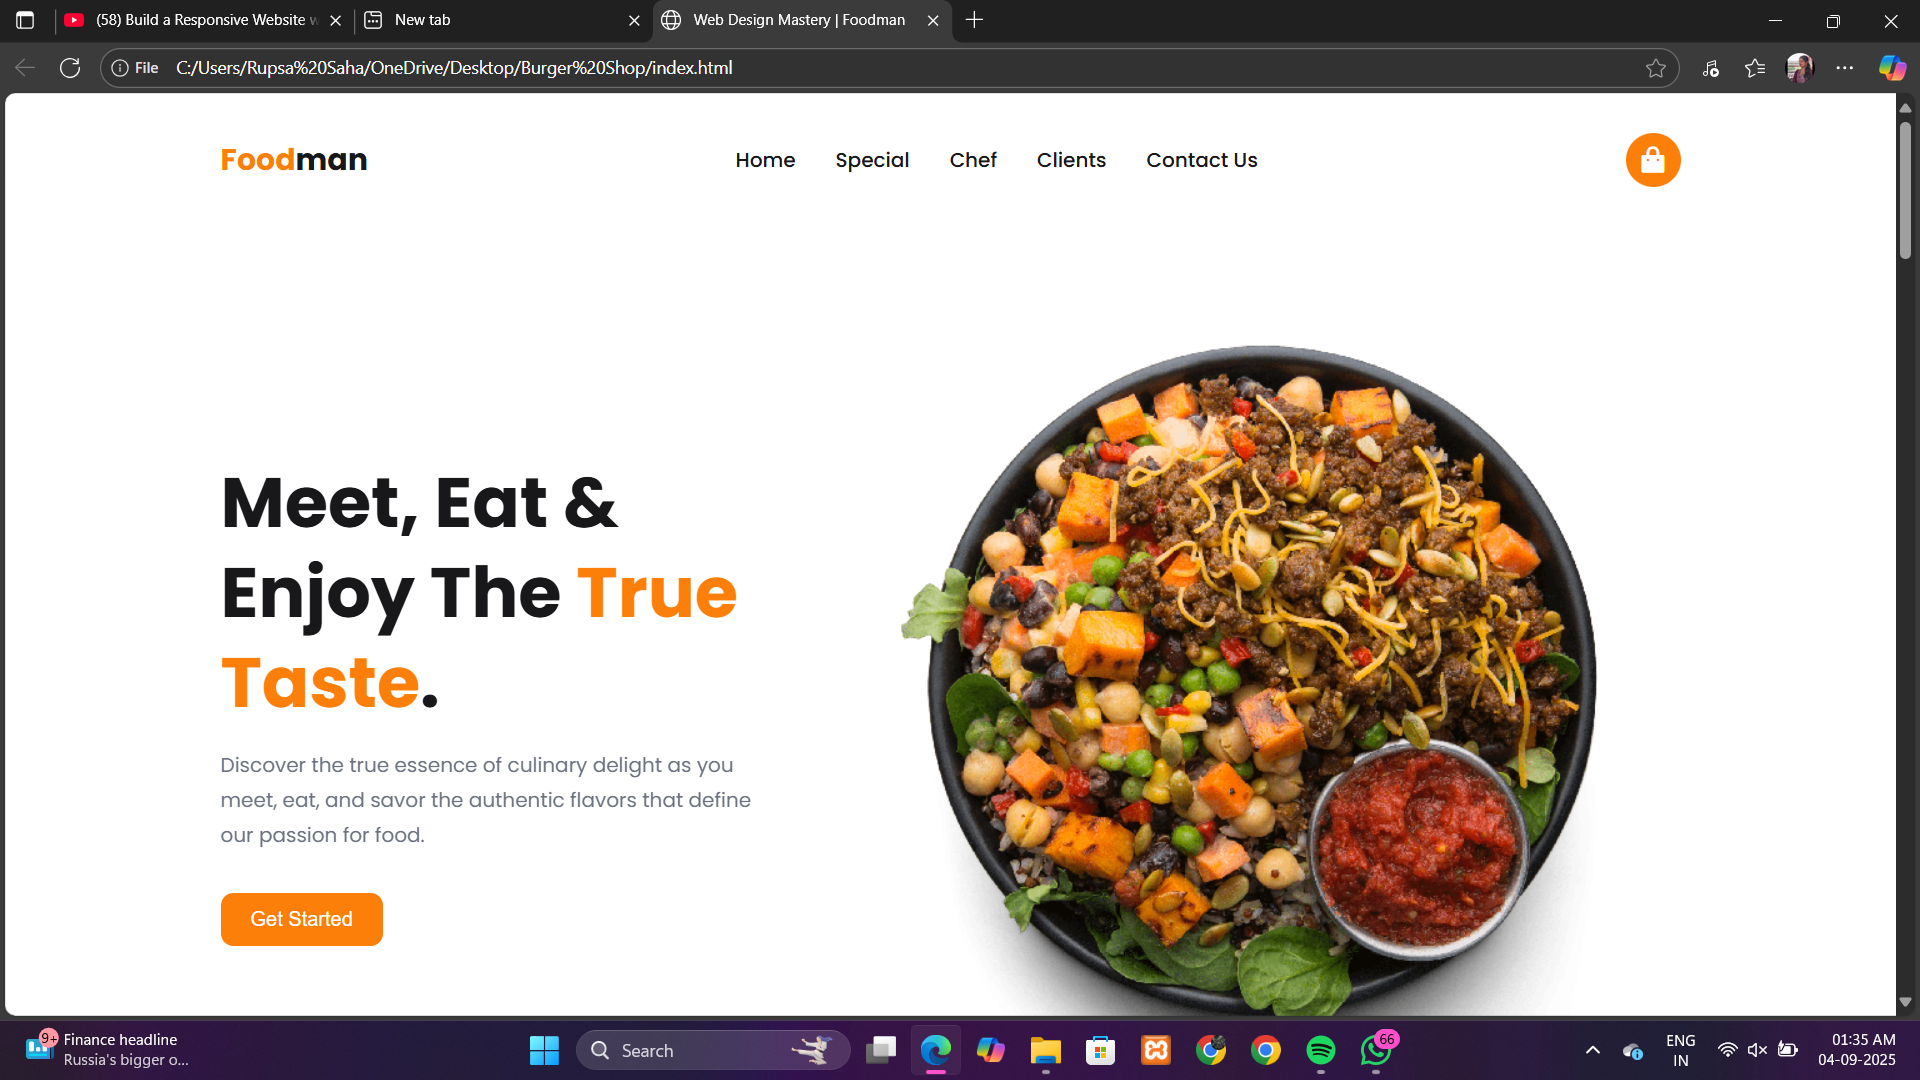 (58) Build a Responsive Website w
New tab
Web Design Mastery | Foodman
File
C:/Users/Rupsa%20Saha/OneDrive/Desktop/Burger%20Shop/index.html
Foodman
Home
Special
Chef
Clients
Contact Us
Meet, Eat &
Enjoy The True
Taste.
Discover the true essence of culinary delight as you
meet, eat, and savor the authentic flavors that define
our passion for food.
Get Started
9+
Finance headline
Russia's bigger o...
Search
66
ENG
IN
01:35 AM
04-09-2025